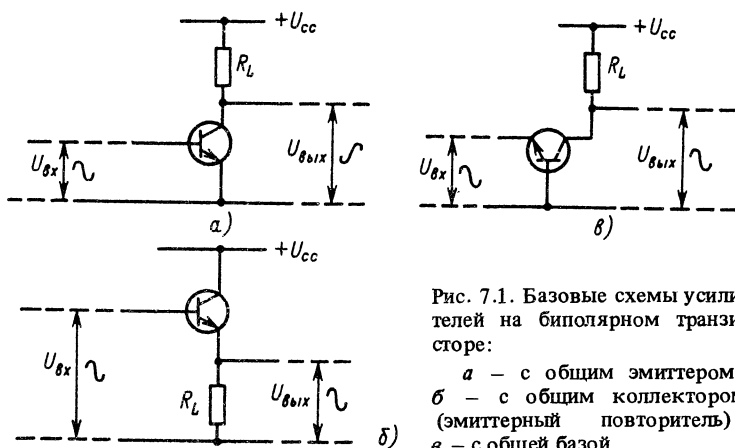 +Ucc
RL
Uвх
Uвых
а)
+Ucc
RL
Uвх
Uвых
в)
+Ucc
Uвх
RL
Uвых
б)
Рис. 7.1. Базовые схемы усили
телей на биполярном транзи
сторе:
а – с общим эмиттером
б – с общим коллектором
(эмиттерный повторитель)
в – с общей базой